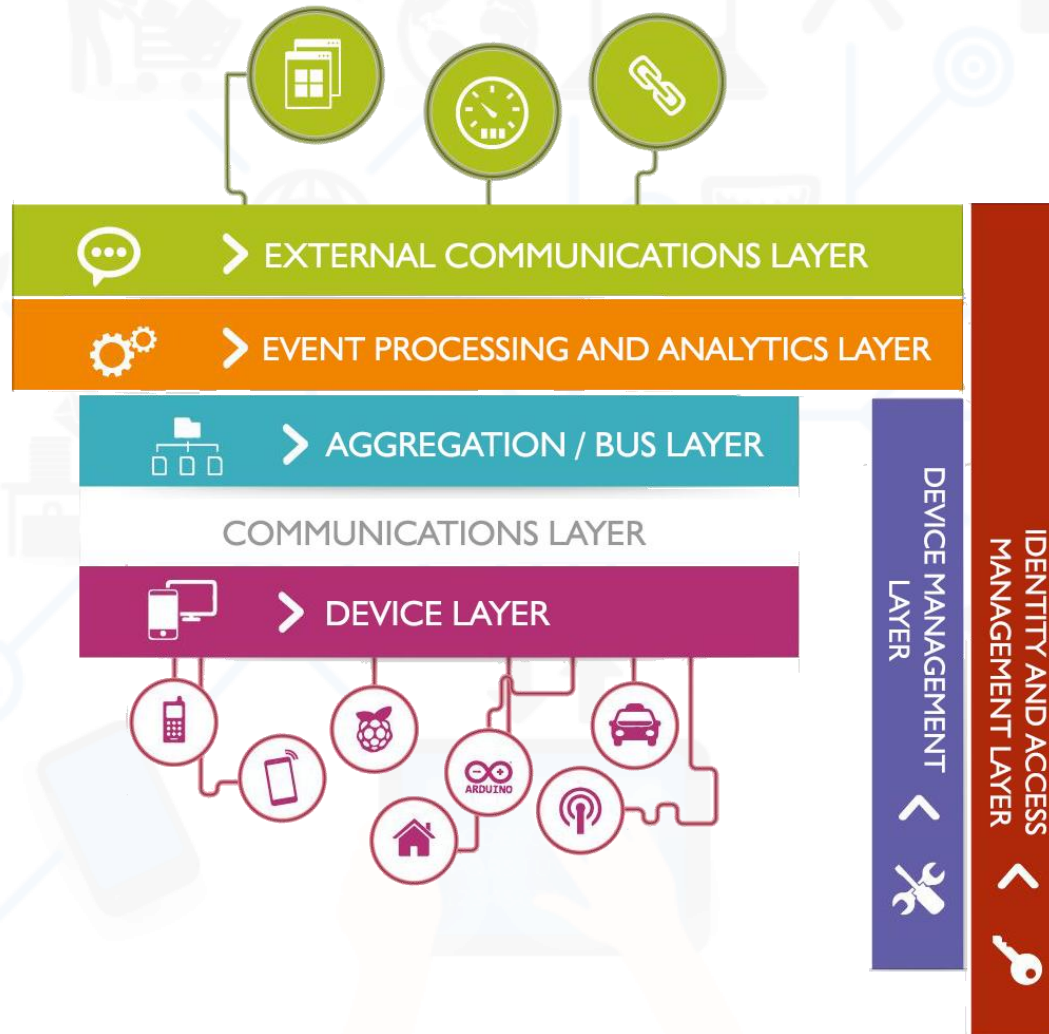 EXTERNAL COMMUNICATIONS LAYER
EVENT PROCESSING AND ANALYTICS LAYER
AGGREGATION / BUS LAYER
COMMUNICATIONS LAYER
DEVICE LAYER
ARDUINO
DEVICE MANAGEMENT
LAYER
IDENTITY AND ACCESS
MANAGEMENT LAYER